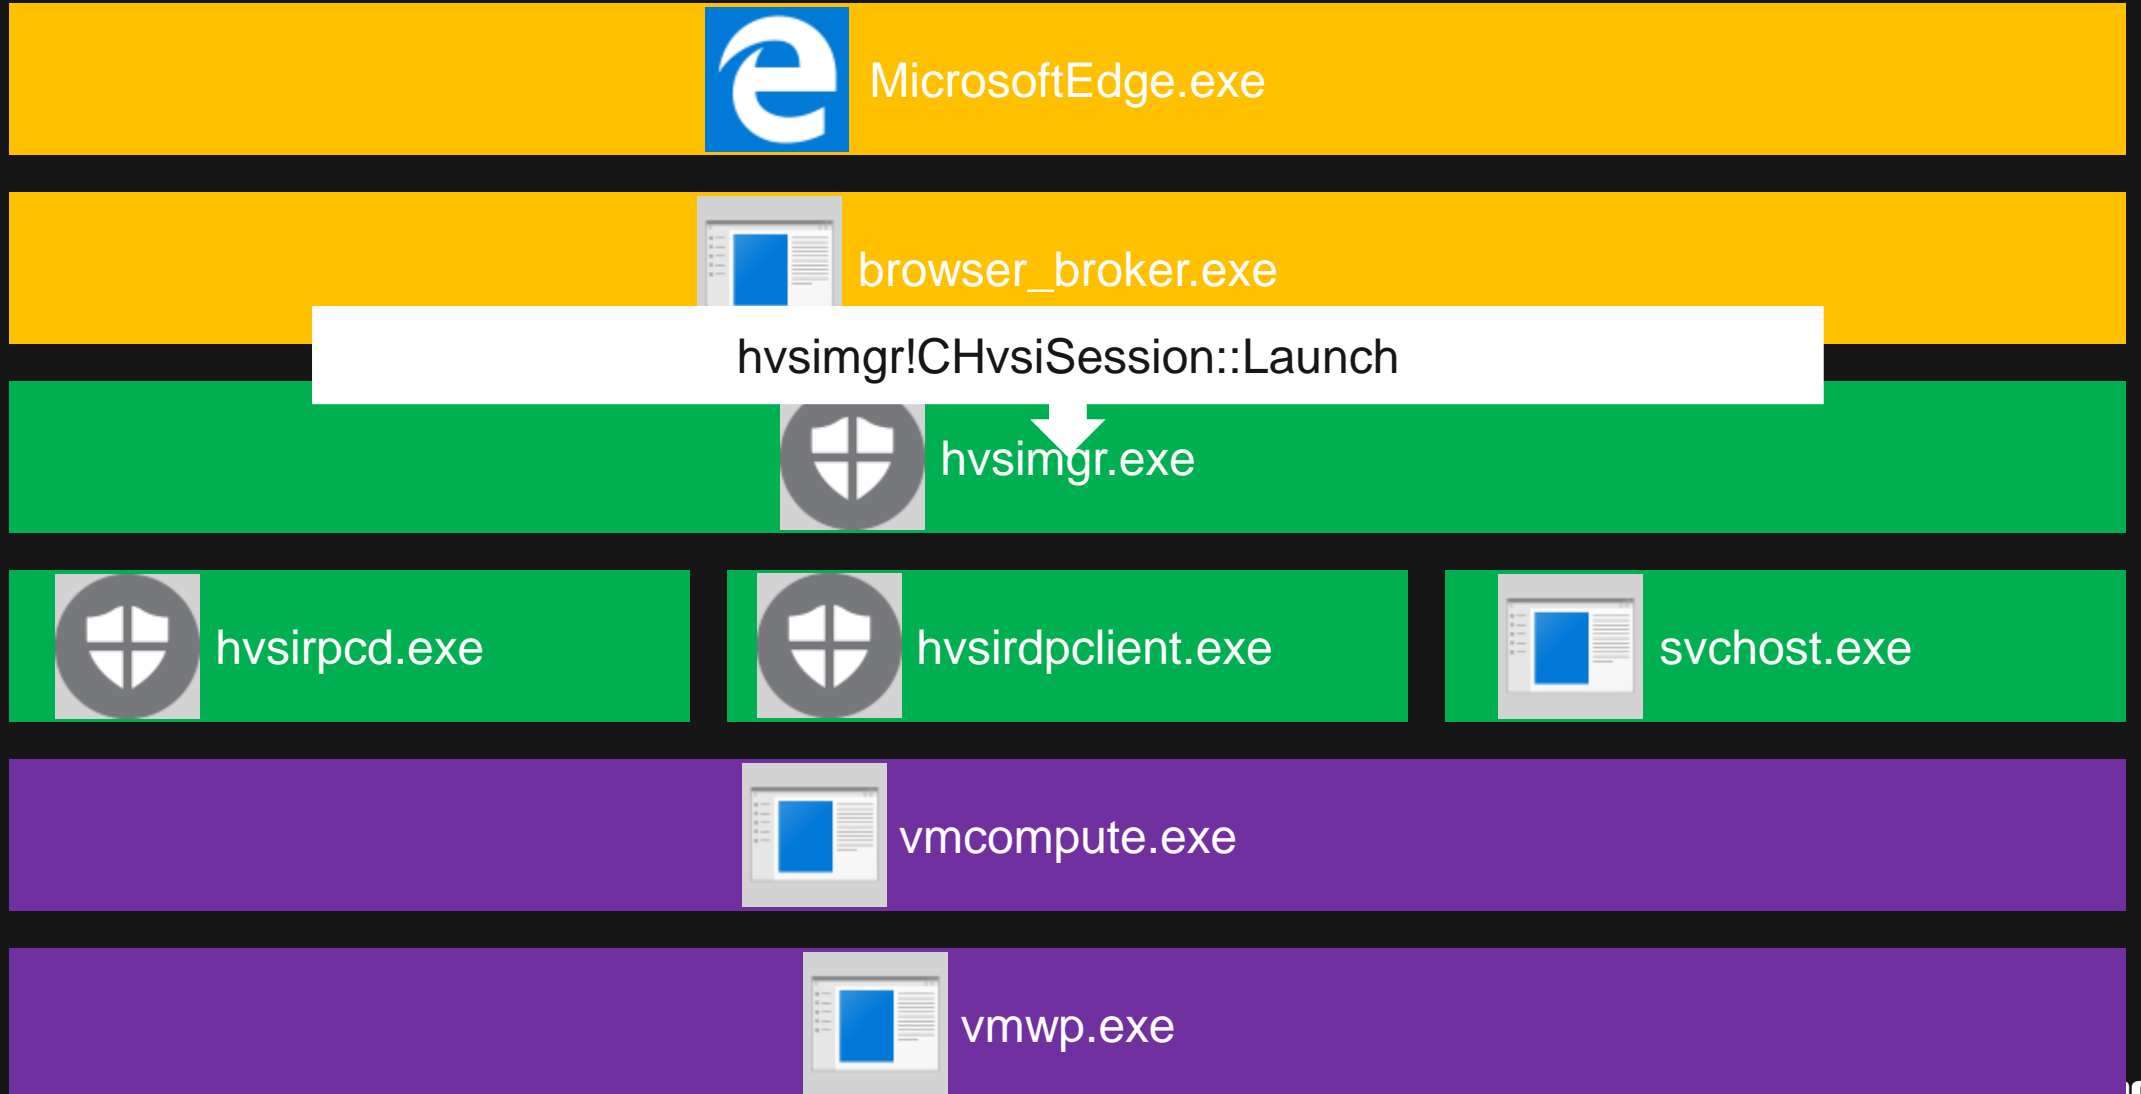 MicrosoftEdge.exe
browser_broker.exe
hvsimgr!CHvsiSession::Launch
hvsimgr.exe
hvsirpcd.exe
hvsirdpclient.exe
svchost.exe
vmcompute.exe
vmwp.exe